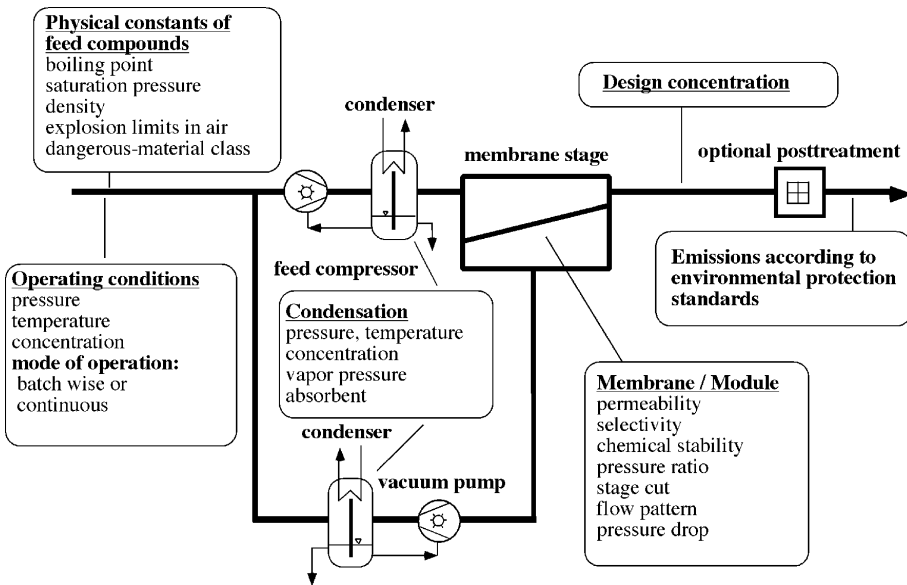 Physical constants of
feed compounds
boiling point
saturation pressure
density
explosion limits in air
dangerous-material class
condenser
membrane stage
Design concentration
optional posttreatment
Operating conditions
pressure
temperature
concentration
mode of operation:
batch wise or
continuous
feed compressor
Condensation
pressure, temperature
concentration
vapor pressure
absorbent
Emissions according to
environmental protection
standards
Membrane / Module
permeability
selectivity
chemical stability
pressure ratio
stage cut
flow pattern
pressure drop
condenser
vacuum pump